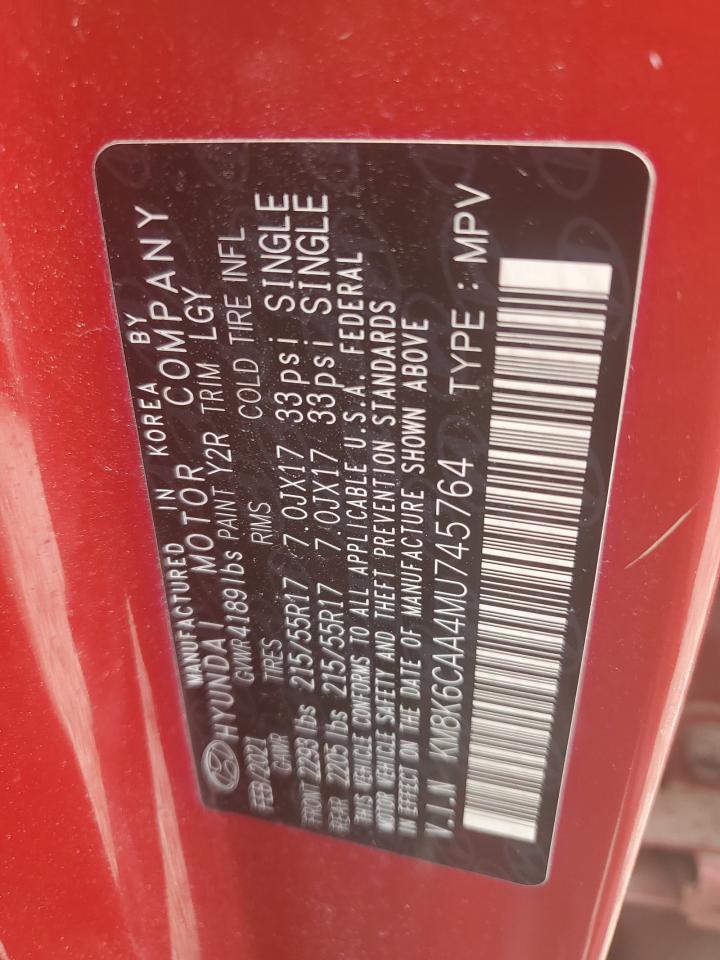 MANUFACTURED IN KOREA BY
HYUNDAI MOTOR COMPANY
FEB/2021 GVWR 4189 lbs PAINT Y2R TRIM LGY
GAWR TIRES RIMS COLD TIRE INFL
FRONT 2293 lbs 215/55R17 7.0JX17 33psi SINGLE
REAR 2205 lbs 215/55R17 7.0JX17 33psi SINGLE
THIS VEHICLE CONFORMS TO ALL APPLICABLE U.S.A. FEDERAL
MOTOR VEHICLE SAFETY AND THEFT PREVENTION STANDARDS
IN EFFECT ON THE DATE OF MANUFACTURE SHOWN ABOVE
V.I.N KM8K6CAA4MU745764 TYPE : MPV